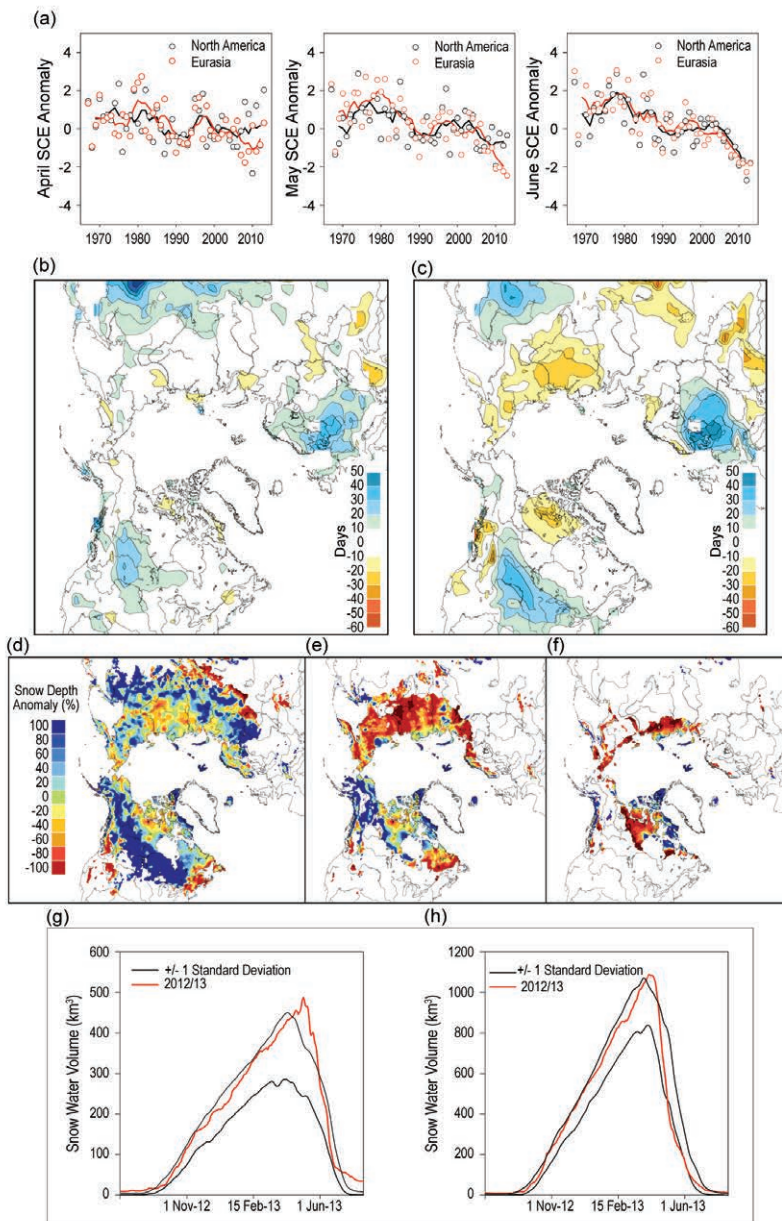 (a)
North America
Eurasia
April SCE Anomaly
4
2
0
-2
-4
1970 1980 1990 2000 2010
North America
Eurasia
May SCE Anomaly
4
2
0
-2
-4
1970 1980 1990 2000 2010
North America
Eurasia
June SCE Anomaly
4
2
0
-2
-4
1970 1980 1990 2000 2010
(b)
50
40
30
20
10
0
-10
-20
-30
-40
-50
-60
Days
(c)
50
40
30
20
10
0
-10
-20
-30
-40
-50
-60
Days
(d)
Snow Depth
Anomaly (%)
100
80
60
40
20
0
-20
-40
-60
-80
-100
(e)
(f)
(g)
+/- 1 Standard Deviation
2012/13
Snow Water Volume (km³)
600
500
400
300
200
100
0
1 Nov-12 15 Feb-13 1 Jun-13
(h)
+/- 1 Standard Deviation
2012/13
Snow Water Volume (km³)
1200
1000
800
600
400
200
0
1 Nov-12 15 Feb-13 1 Jun-13